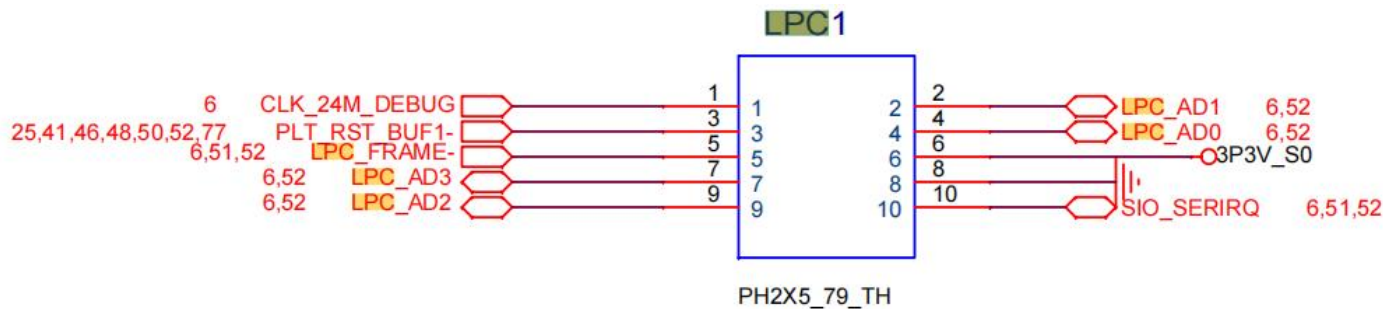 LPC1
1 2
6 CLK_24M_DEBUG 1 2 LPC_AD1 6,52
3 4
25,41,46,48,50,52,77 PLT_RST_BUF1- 3 4 LPC_AD0 6,52
5 6
6,51,52 LPC_FRAME- 5 6 3P3V_S0
7 8
6,52 LPC_AD3 7 8
9 10
6,52 LPC_AD2 9 10 SIO_SERIRQ 6,51,52
PH2X5_79_TH